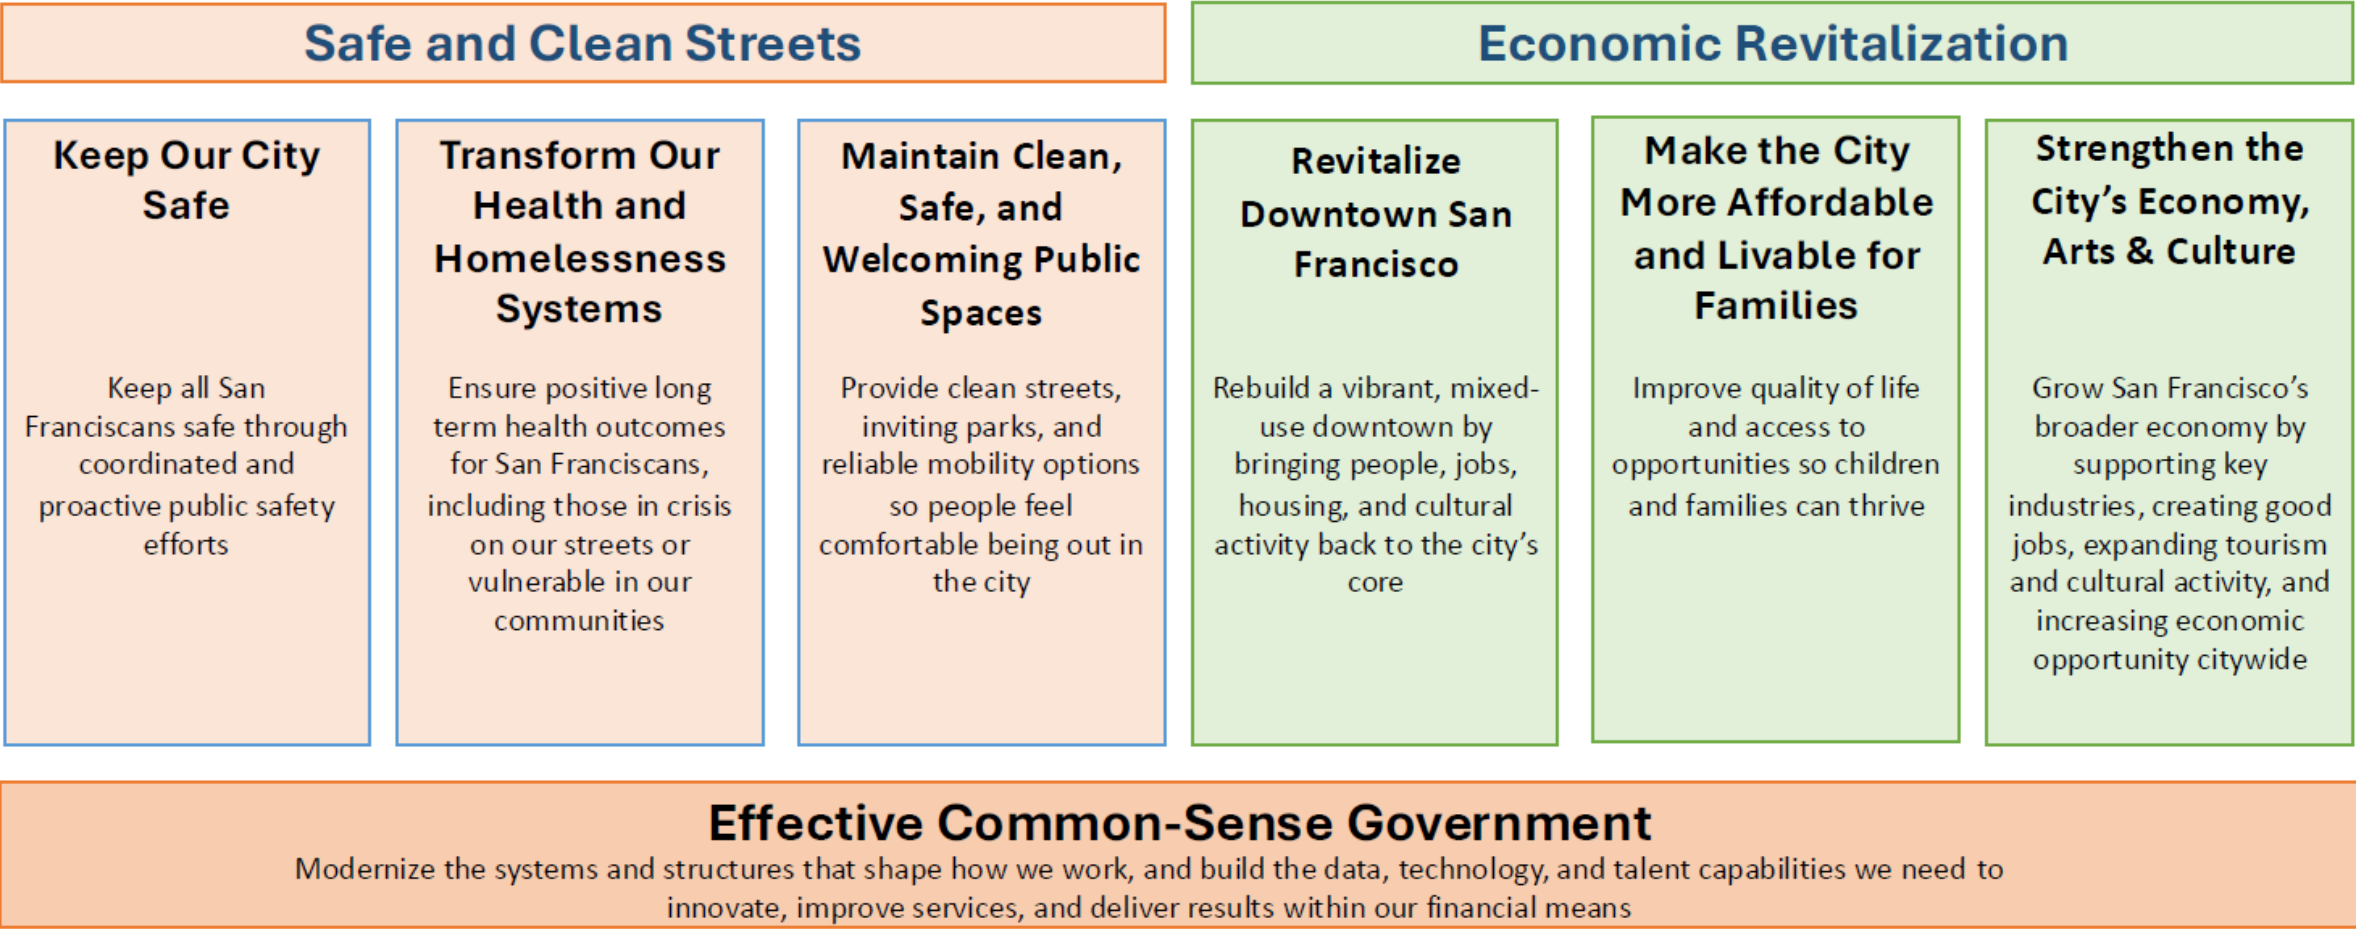 Safe and Clean Streets
Economic Revitalization
Keep Our City
Safe
Keep all San
Franciscans safe through
coordinated and
proactive public safety
efforts
Transform Our
Health and
Homelessness
Systems
Ensure positive long
term health outcomes
for San Franciscans,
including those in crisis
on our streets or
vulnerable in our
communities
Maintain Clean,
Safe, and
Welcoming Public
Spaces
Provide clean streets,
inviting parks, and
reliable mobility options
so people feel
comfortable being out in
the city
Revitalize
Downtown San
Francisco
Rebuild a vibrant, mixed-
use downtown by
bringing people, jobs,
housing, and cultural
activity back to the city’s
core
Make the City
More Affordable
and Livable for
Families
Improve quality of life
and access to
opportunities so children
and families can thrive
Strengthen the
City’s Economy,
Arts & Culture
Grow San Francisco’s
broader economy by
supporting key
industries, creating good
jobs, expanding tourism
and cultural activity, and
increasing economic
opportunity citywide
Effective Common-Sense Government
Modernize the systems and structures that shape how we work, and build the data, technology, and talent capabilities we need to
innovate, improve services, and deliver results within our financial means